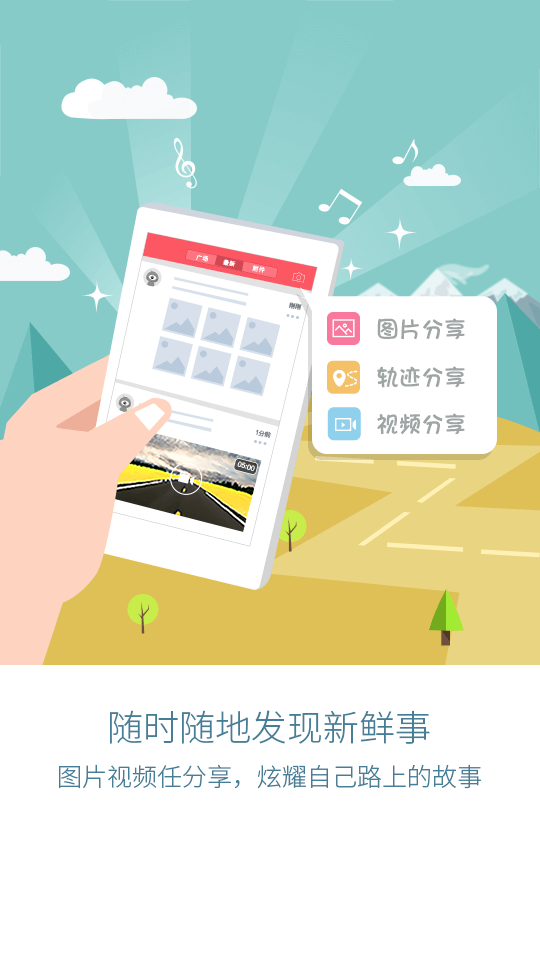 广场 最新 附件
刚刚
图片分享
轨迹分享
视频分享
1分前
05:00
随时随地发现新鲜事
图片视频任分享，炫耀自己路上的故事